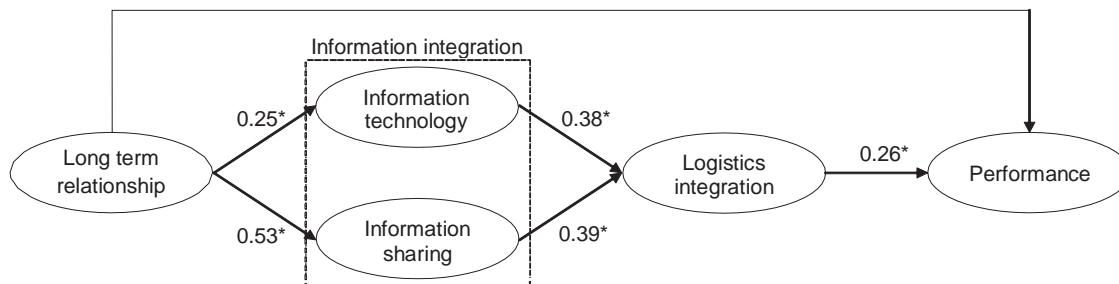 Information integration
Information
technology
0.25*
0.38*
Long term
relationship
Logistics
integration
0.26*
Performance
0.53*
Information
sharing
0.39*